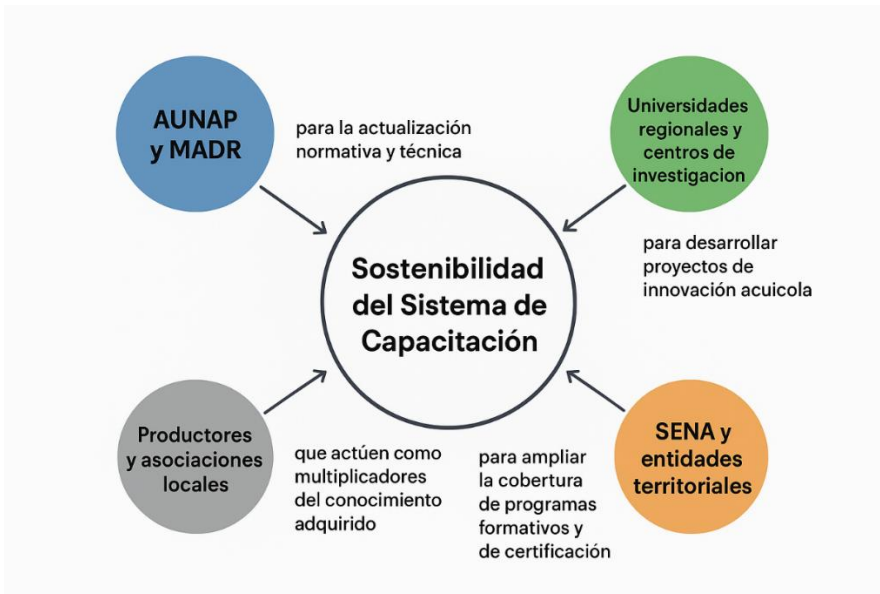 AUNAP
y MADR
para la actualización
normativa y técnica
Universidades
regionales y
centros de
investigacion
para desarrollar
proyectos de
innovación acuicola
Sostenibilidad
del Sistema de
Capacitación
Productores
y asociaciones
locales
que actúen como
multiplicadores
del conocimiento
adquirido
para ampliar
la cobertura
de programas
formativos y
de certificación
SENA y
entidades
territoriales